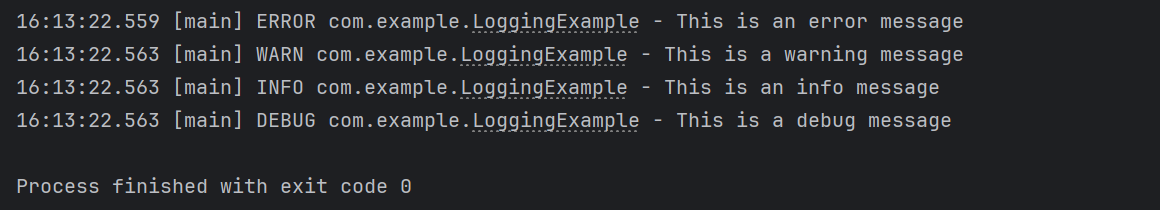 16:13:22.559 [main] ERROR com.example.LoggingExample - This is an error message
16:13:22.563 [main] WARN com.example.LoggingExample - This is a warning message
16:13:22.563 [main] INFO com.example.LoggingExample - This is an info message
16:13:22.563 [main] DEBUG com.example.LoggingExample - This is a debug message
Process finished with exit code 0